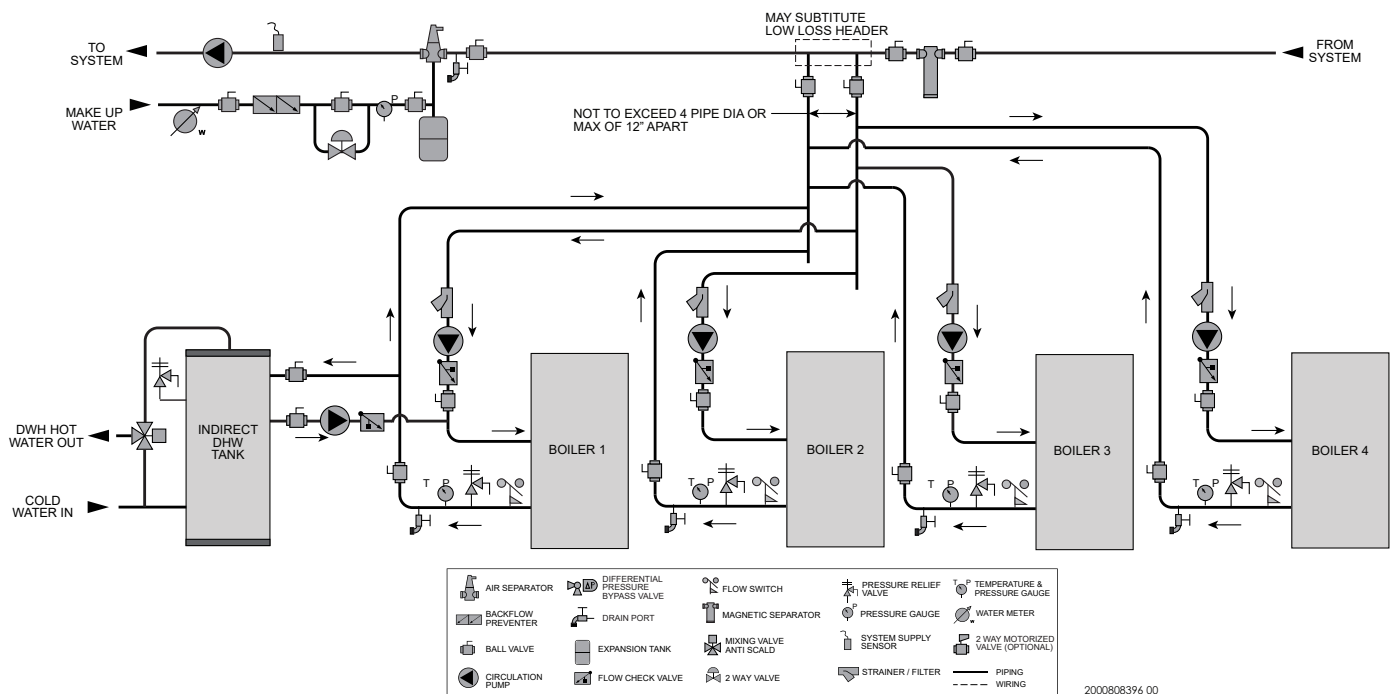 MAY SUBTITUTE
LOW LOSS HEADER
TO
SYSTEM
FROM
SYSTEM
MAKE UP
WATER
W
P
NOT TO EXCEED 4 PIPE DIA OR
MAX OF 12" APART
DWH HOT
WATER OUT
COLD
WATER IN
INDIRECT
DHW
TANK
BOILER 1
BOILER 2
BOILER 3
BOILER 4
T P
T P
T P
T P
AIR SEPARATOR
BACKFLOW
PREVENTER
BALL VALVE
CIRCULATION
PUMP
ΔP
DIFFERENTIAL
PRESSURE
BYPASS VALVE
DRAIN PORT
EXPANSION TANK
FLOW CHECK VALVE
FLOW SWITCH
MAGNETIC SEPARATOR
MIXING VALVE
ANTI SCALD
2 WAY VALVE
PRESSURE RELIEF
VALVE
P
PRESSURE GAUGE
SYSTEM SUPPLY
SENSOR
STRAINER / FILTER
T P
TEMPERATURE &
PRESSURE GAUGE
W
WATER METER
2 WAY MOTORIZED
VALVE (OPTIONAL)
PIPING
WIRING
2000808396 00